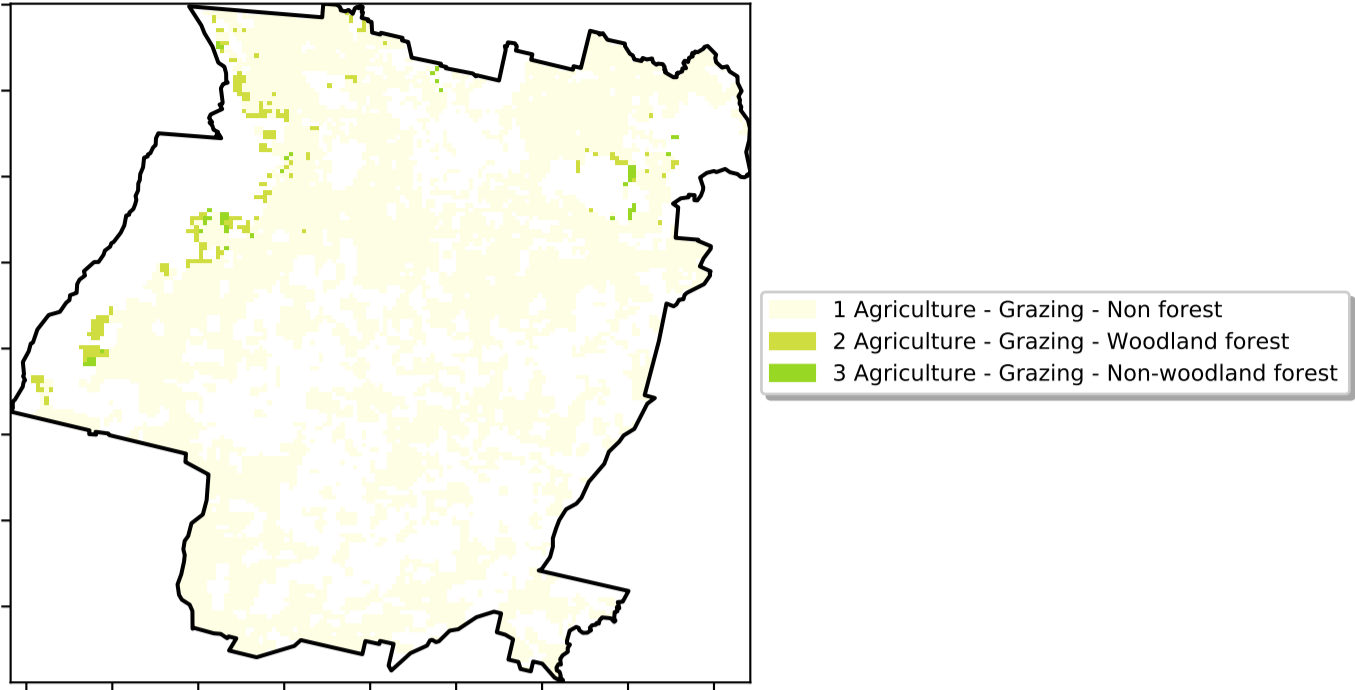 1 Agriculture - Grazing - Non forest
2 Agriculture - Grazing - Woodland forest
3 Agriculture - Grazing - Non-woodland forest